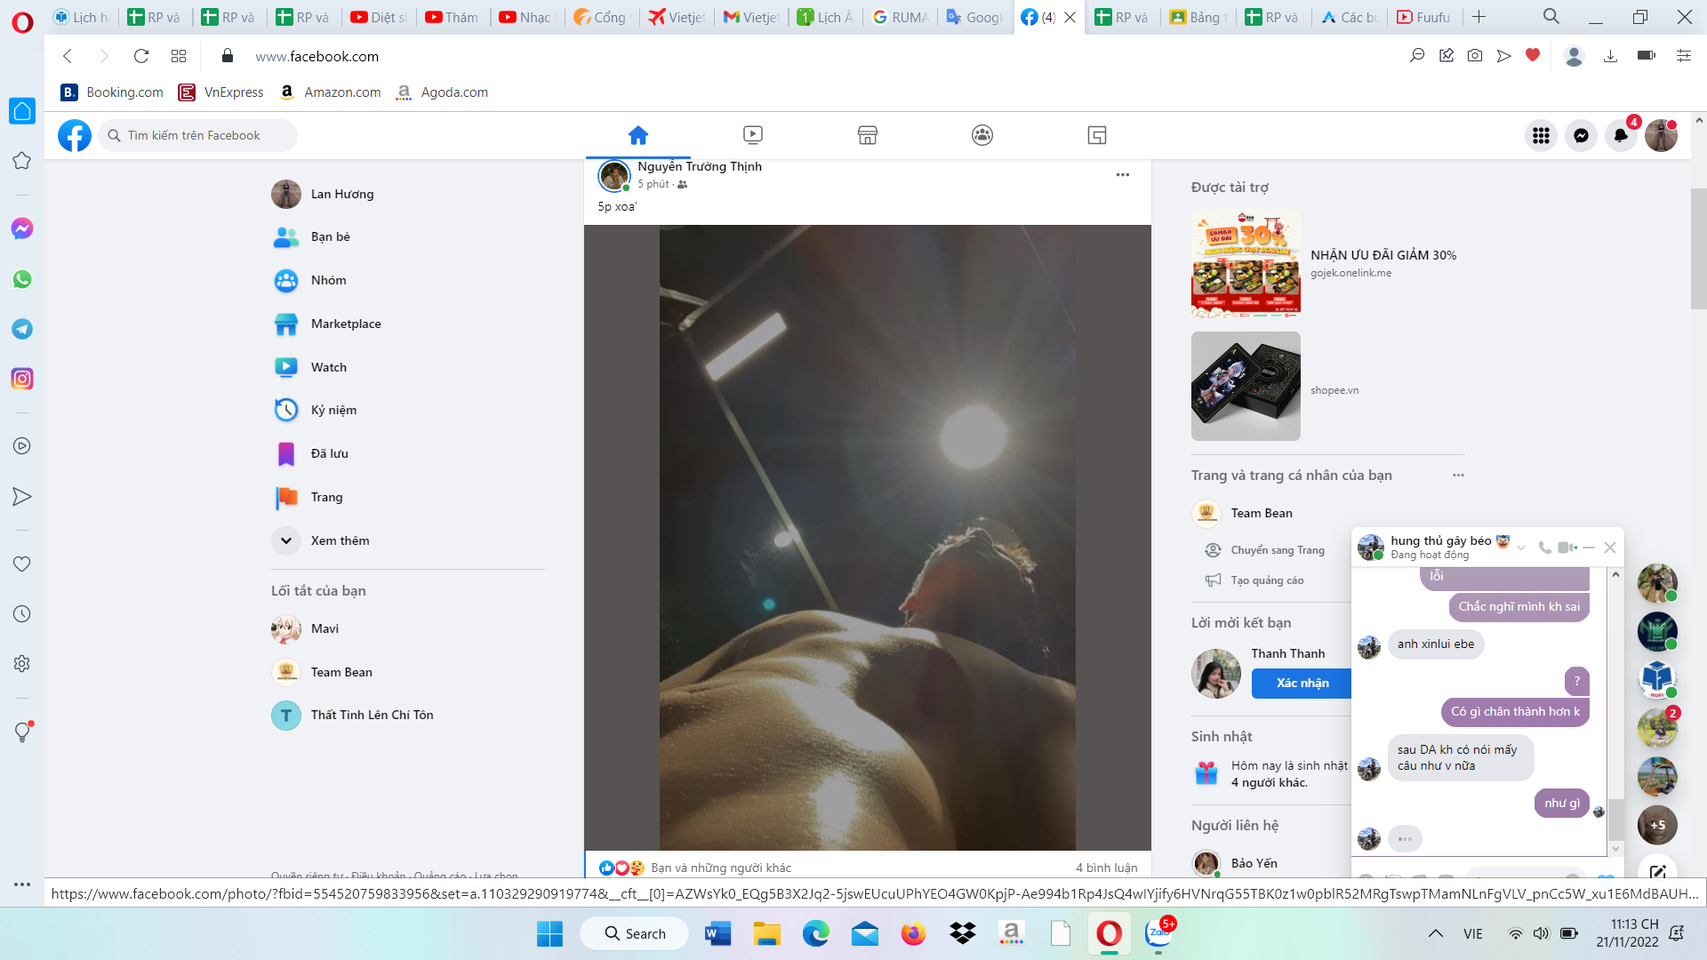 Lịch h
RP và
RP và
RP và
Diệt s
Thám
Nhạc
Cổng
Vietje
Vietje
Lịch Â
RUMA
Googl
(4)
RP và
Bảng t
RP và
Các bu
Fuufu
www.facebook.com
Booking.com
VnExpress
Amazon.com
Agoda.com
Tìm kiếm trên Facebook
4
Lan Hương
Bạn bè
Nhóm
Marketplace
Watch
Kỷ niệm
Đã lưu
Trang
Xem thêm
Lối tắt của bạn
Mavi
Team Bean
T
Thất Tình Lên Chí Tôn
Quyền riêng tư · Điều khoản · Quảng cáo · Lựa chọn
Nguyễn Trường Thịnh
5 phút ·
5p xoa'
Bạn và những người khác
4 bình luận
Được tài trợ
COMBO ƯU ĐÃI
30%
NHẬN ƯU ĐÃI GIẢM 30%
gojek.onelink.me
shopee.vn
Trang và trang cá nhân của bạn
Team Bean
Chuyển sang Trang
Tạo quảng cáo
Lời mời kết bạn
Thanh Thanh
Xác nhận
Sinh nhật
Hôm nay là sinh nhật
4 người khác.
Người liên hệ
Bảo Yến
hung thủ gây béo
Đang hoạt động
lỗi
Chắc nghĩ mình kh sai
anh xinlui ebe
?
Có gì chân thành hơn k
sau DA kh có nói mấy
câu như v nữa
như gì
HUFI
2
+5
https://www.facebook.com/photo/?fbid=554520759833956&set=a.110329290919774&__cft__[0]=AZWsYk0_EQg5B3X2Jq2-5jswEUcuUPhYEO4GW0KpjP-Ae994b1Rp4JsQ4wIYjify6HVNrqG55TBK0z1w0pblR52MRgTswpTMamNLnFgVLV_pnCc5W_xu1E6MdBAUH...
Search
Zalo
5+
VIE
11:13 CH
21/11/2022